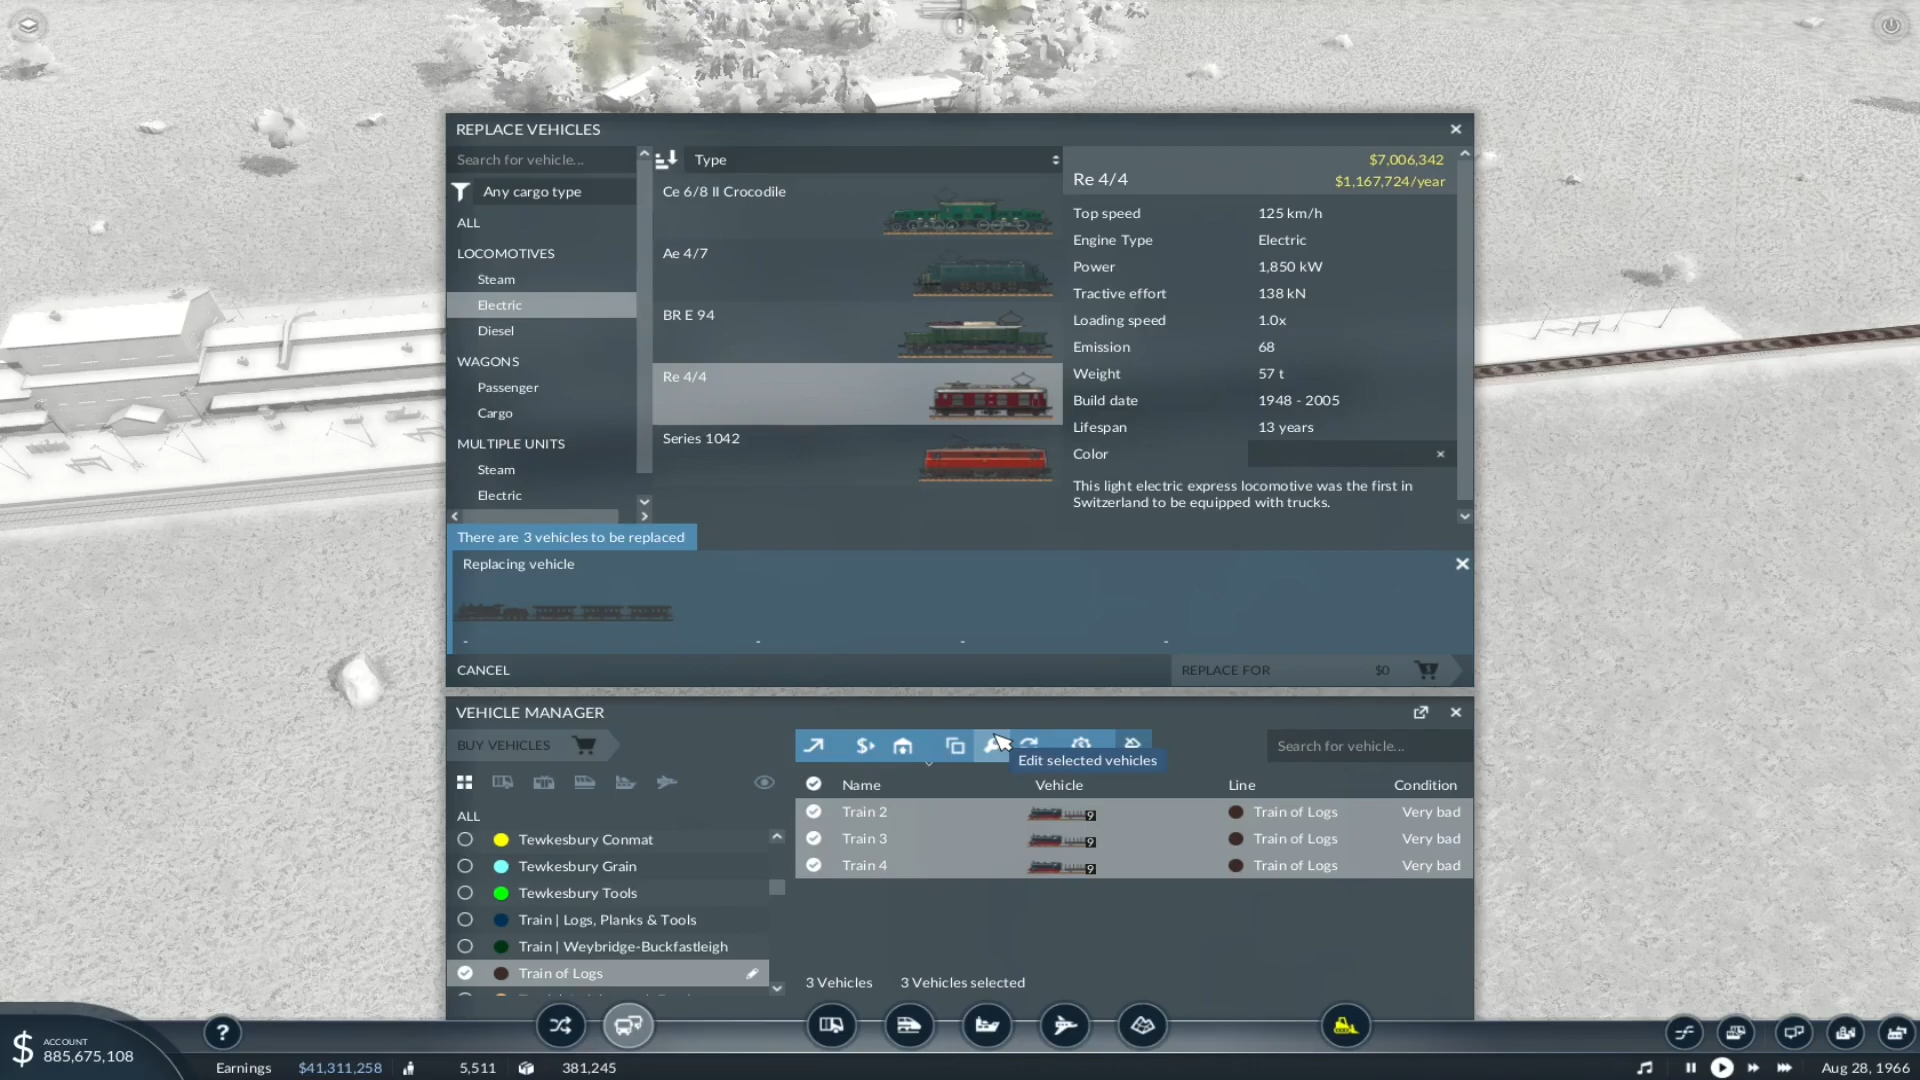 REPLACE VEHICLES
Search for vehicle...
Any cargo type
ALL
LOCOMOTIVES
Steam
Electric
Diesel
WAGONS
Passenger
Cargo
MULTIPLE UNITS
Steam
Electric
Type
Ce 6/8 II Crocodile
Ae 4/7
BR E 94
Re 4/4
Series 1042
$7,006,342
Re 4/4
$1,167,724/year
Top speed 125 km/h
Engine Type Electric
Power 1,850 kW
Tractive effort 138 kN
Loading speed 1.0x
Emission 68
Weight 57 t
Build date 1948 - 2005
Lifespan 13 years
Color
This light electric express locomotive was the first in
Switzerland to be equipped with trucks.
There are 3 vehicles to be replaced
Replacing vehicle
- - - -
CANCEL
REPLACE FOR $0
VEHICLE MANAGER
BUY VEHICLES
Search for vehicle...
Edit selected vehicles
ALL
Tewkesbury Conmat
Tewkesbury Grain
Tewkesbury Tools
Train | Logs, Planks & Tools
Train | Weybridge-Buckfastleigh
Train of Logs
Name Vehicle Line Condition
Train 2 9 Train of Logs Very bad
Train 3 9 Train of Logs Very bad
Train 4 9 Train of Logs Very bad
3 Vehicles 3 Vehicles selected
$ ACCOUNT
885,675,108
?
Earnings $41,311,258 5,511 381,245
Aug 28, 1966